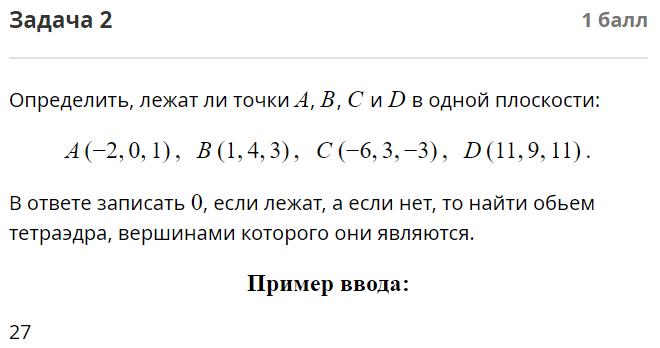 Задача 2
1 балл
Определить, лежат ли точки A, B, C и D в одной плоскости:
A (−2, 0, 1) , B (1, 4, 3) , C (−6, 3, −3) , D (11, 9, 11) .
В ответе записать 0, если лежат, а если нет, то найти обьем
тетраэдра, вершинами которого они являются.
Пример ввода:
27